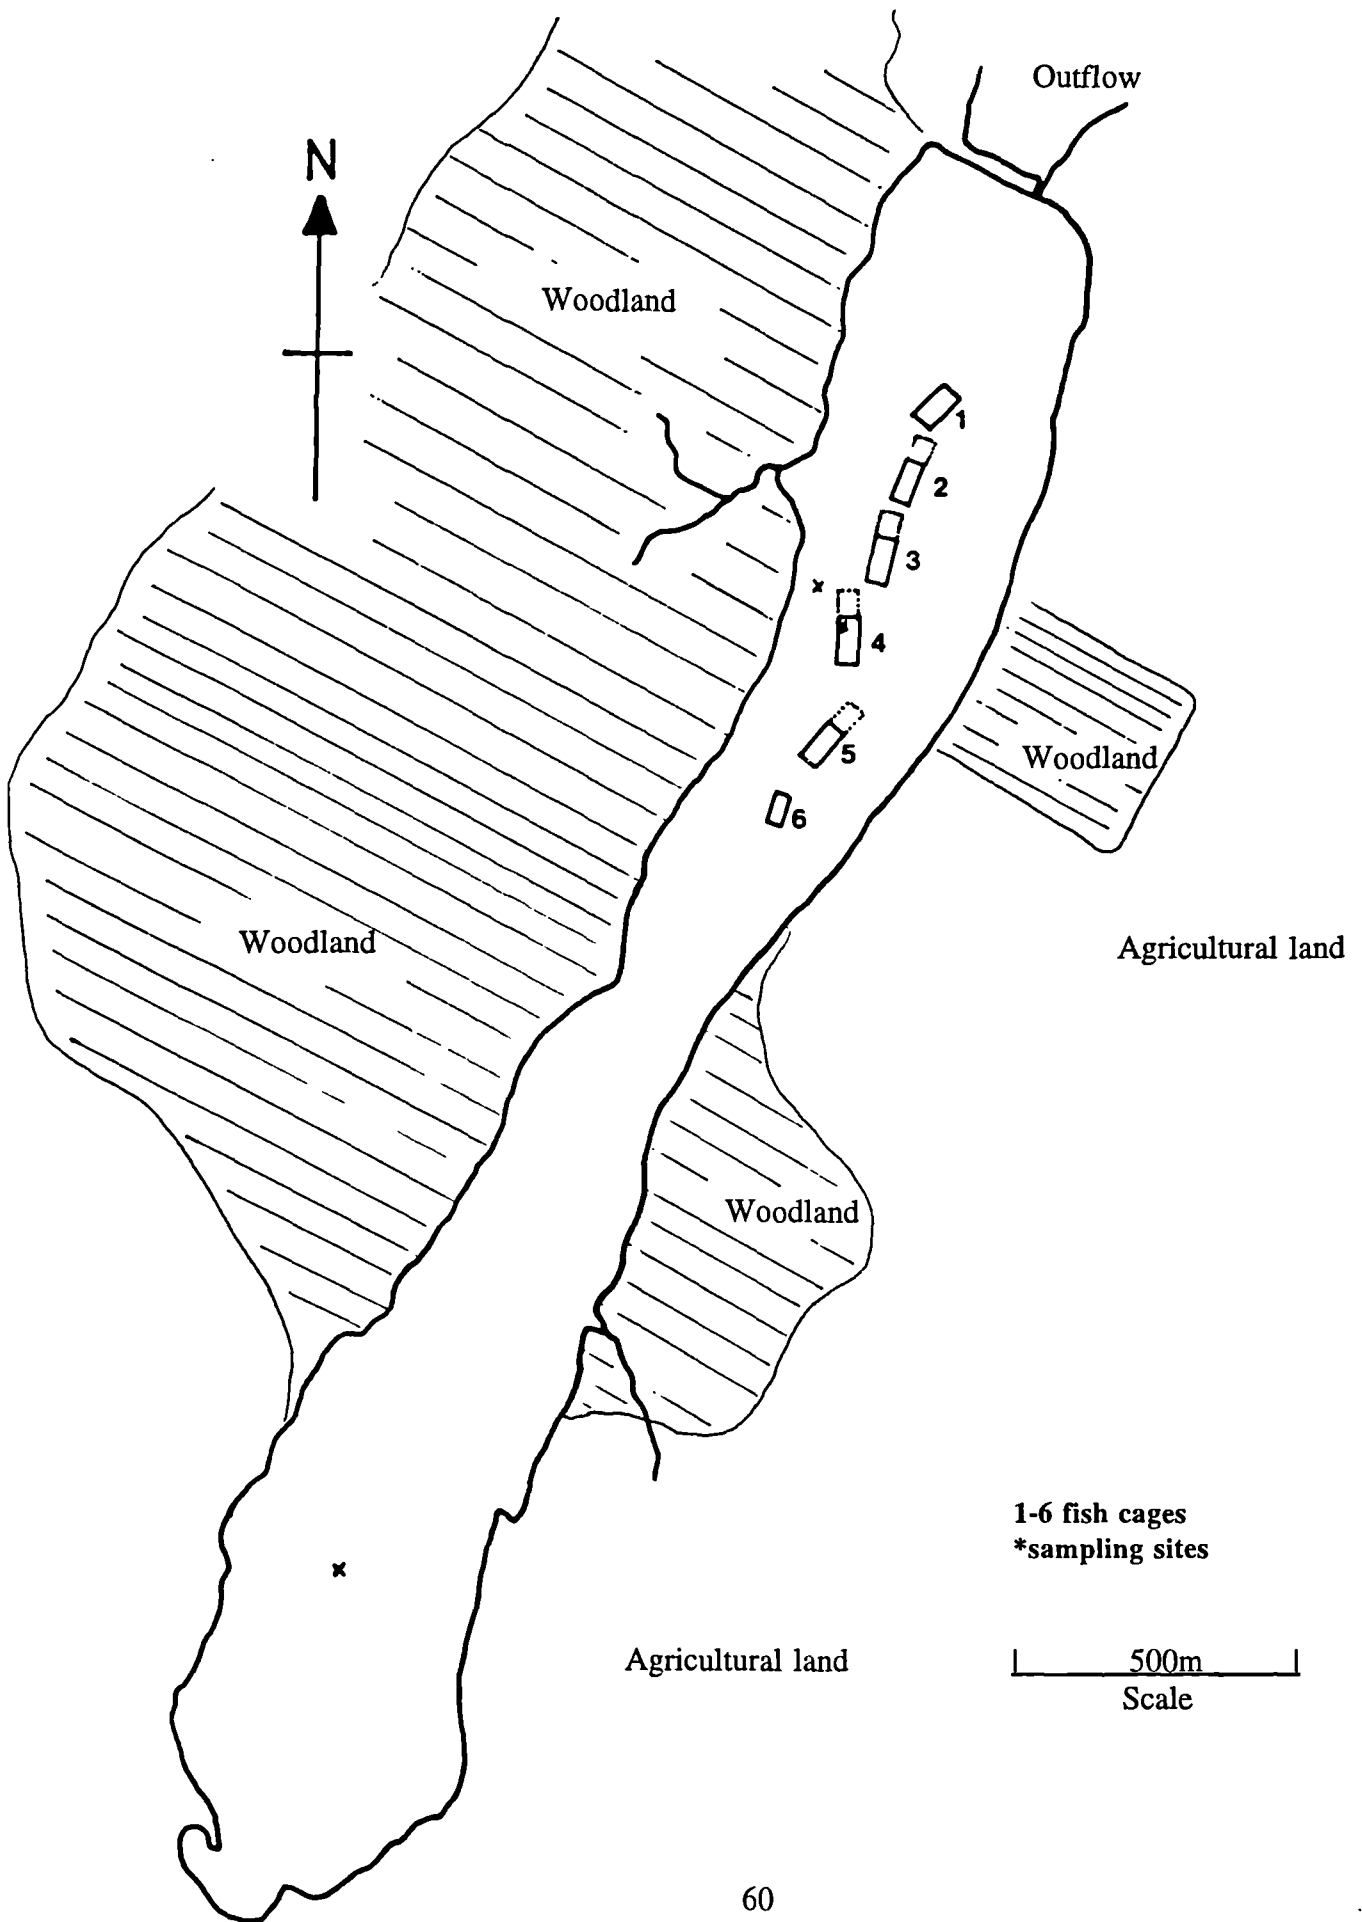 Outflow
N
Woodland
1
2
3
4
Woodland
5
6
Woodland
Agricultural land
Woodland
1-6 fish cages
*sampling sites
Agricultural land
500m
Scale
60